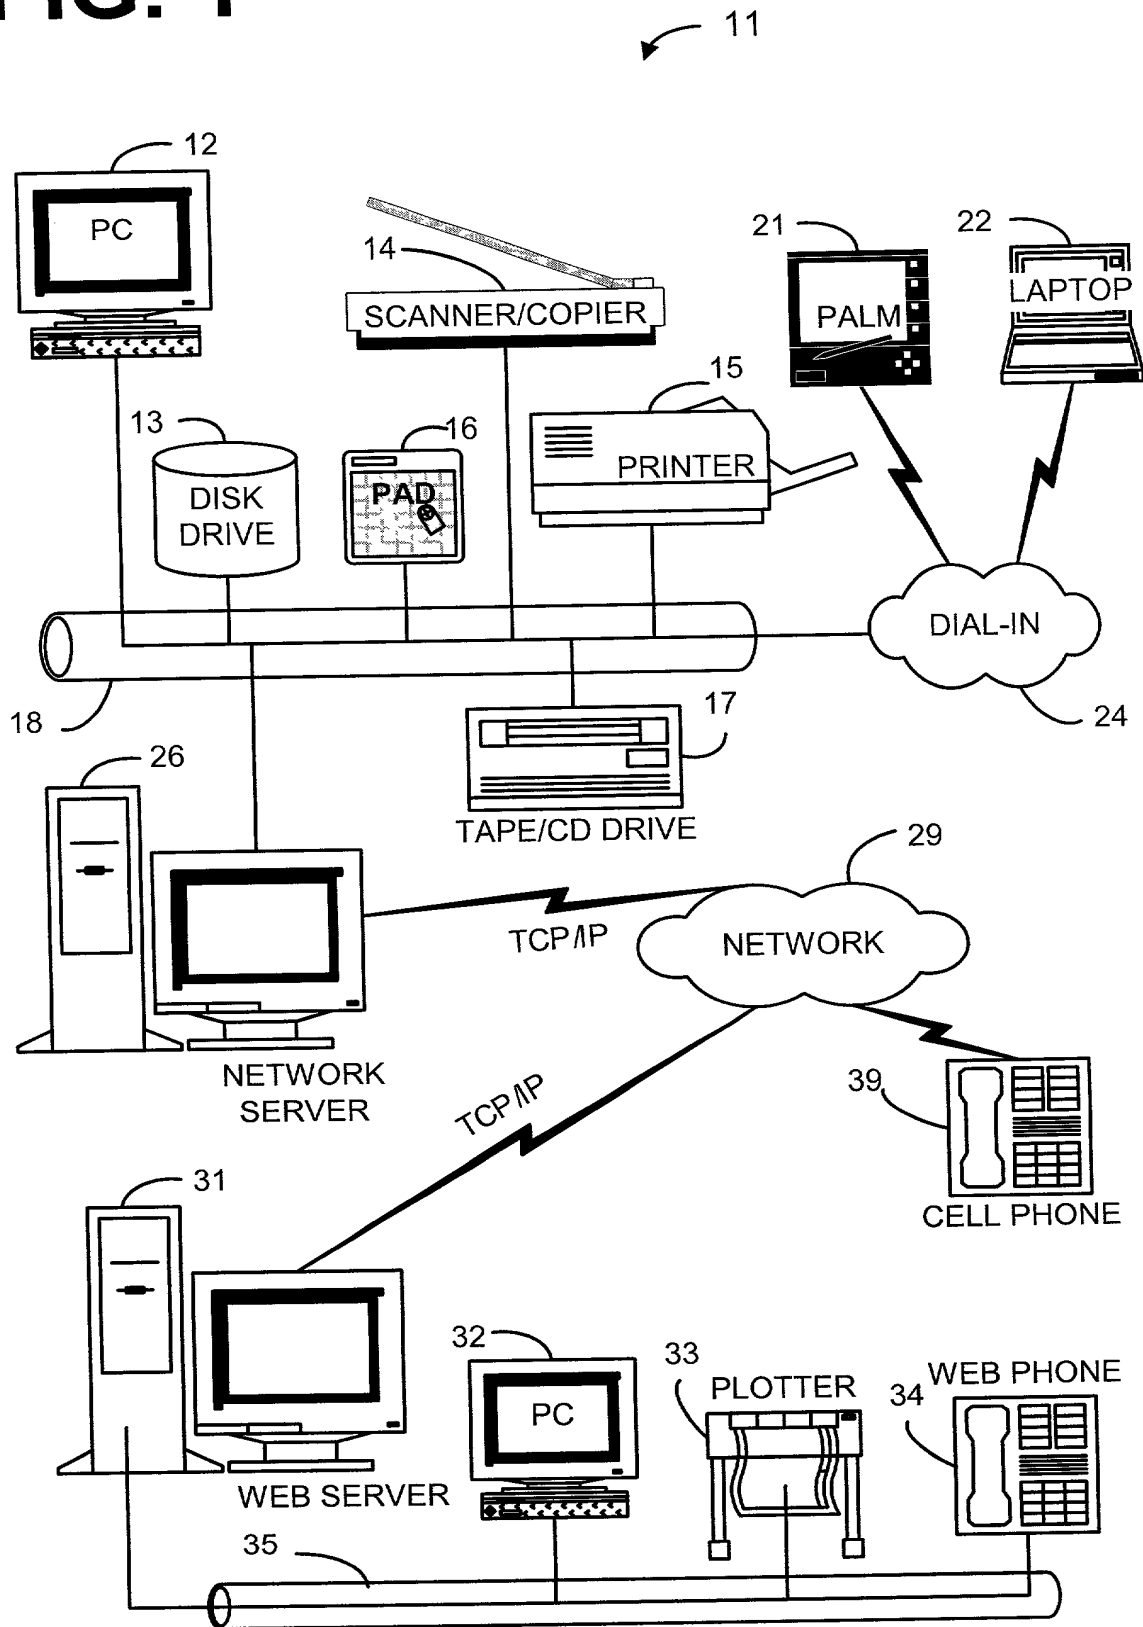 FIG. 1
11
12
PC
14
SCANNER/COPIER
21
PALM
22
LAPTOP
13
DISK
DRIVE
16
PAD
15
PRINTER
DIAL-IN
18
24
17
TAPE/CD DRIVE
26
29
TCP/IP
NETWORK
NETWORK
SERVER
TCP/IP
39
CELL PHONE
31
WEB SERVER
32
PC
33
PLOTTER
WEB PHONE
34
35